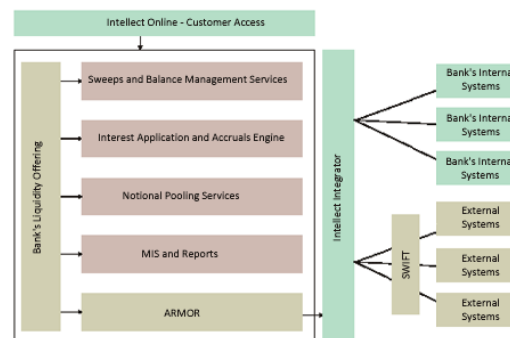 Intellect Online - Customer Access
Bank's Liquidity Offering
Sweeps and Balance Management Services
Interest Application and Accruals Engine
Notional Pooling Services
MIS and Reports
ARMOR
Intellect Integrator
SWIFT
Bank's Interna
Systems
Bank's Interna
Systems
Bank's Interna
Systems
External
Systems
External
Systems
External
Systems